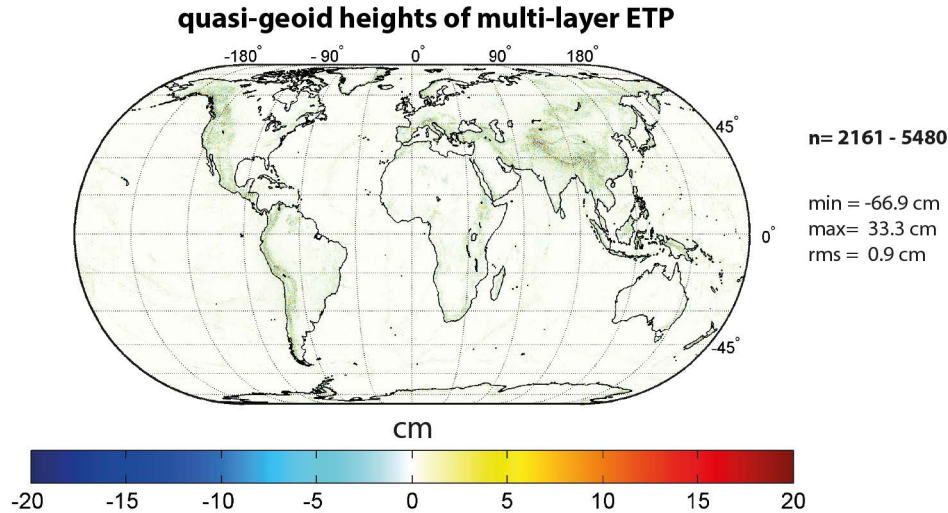 quasi-geoid heights of multi-layer ETP
-180° -90° 0° 90° 180°
45°
n= 2161 - 5480
min = -66.9 cm
0°
max= 33.3 cm
rms = 0.9 cm
-45°
cm
-20 -15 -10 -5 0 5 10 15 20